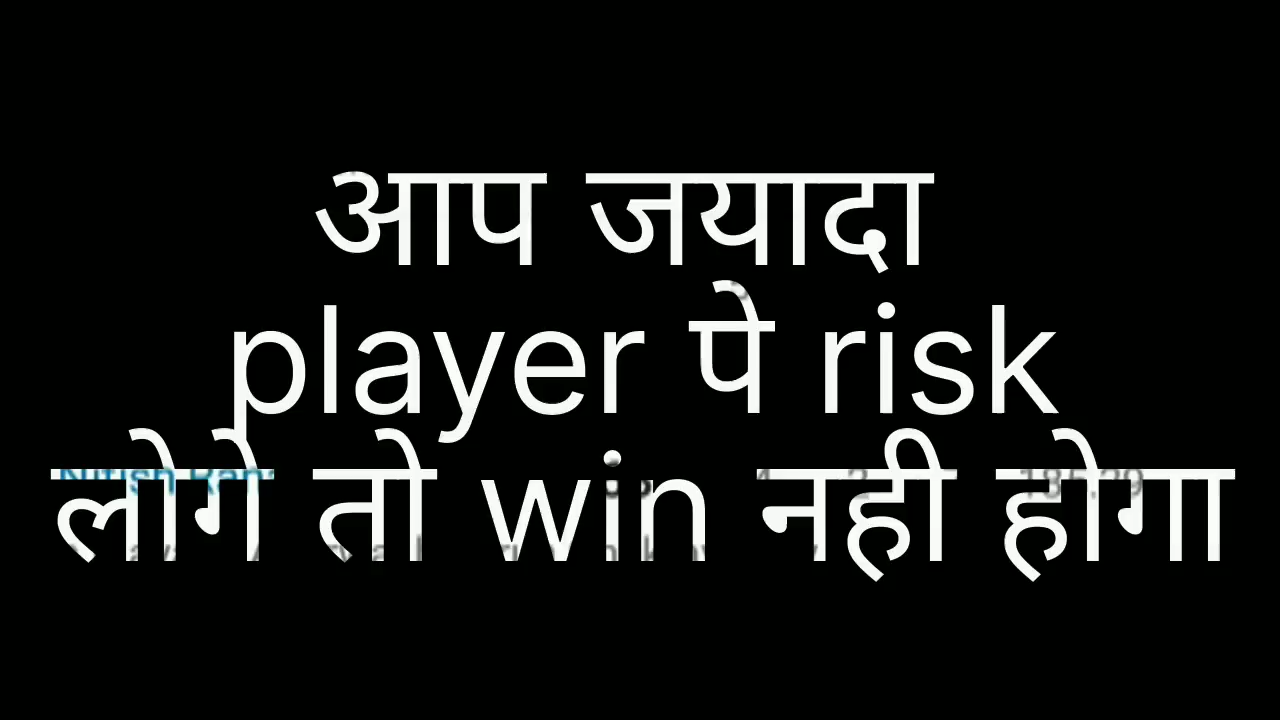 आप जयादा
player पे risk
लोगे तो win नही होगा